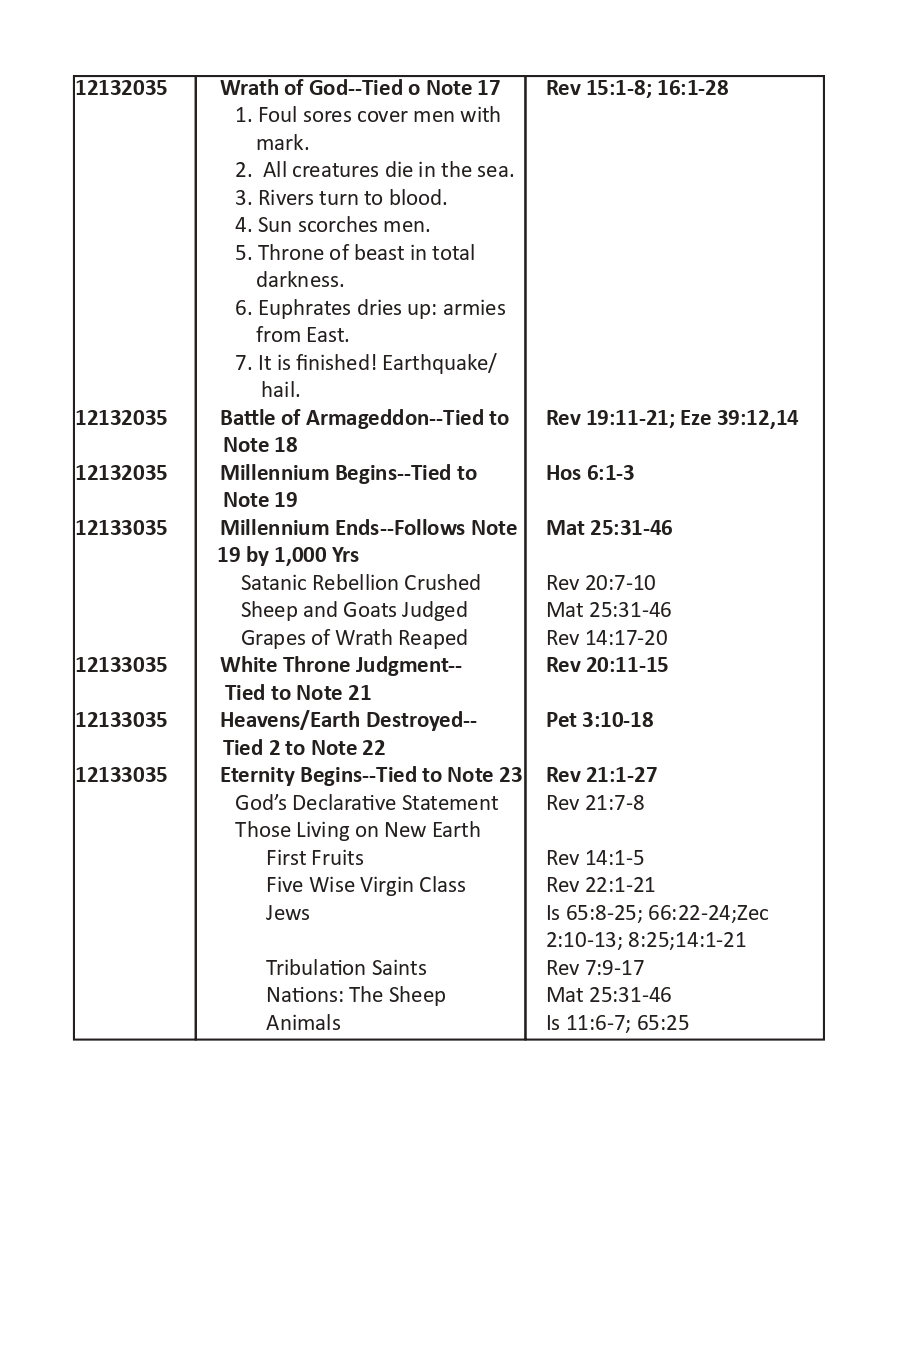 12132035 Wrath of God--Tied o Note 17 Rev 15:1-8; 16:1-28
1. Foul sores cover men with
mark.
2. All creatures die in the sea.
3. Rivers turn to blood.
4. Sun scorches men.
5. Throne of beast in total
darkness.
6. Euphrates dries up: armies
from East.
7. It is finished! Earthquake/
hail.
12132035 Battle of Armageddon--Tied to Rev 19:11-21; Eze 39:12,14
Note 18
12132035 Millennium Begins--Tied to Hos 6:1-3
Note 19
12133035 Millennium Ends--Follows Note Mat 25:31-46
19 by 1,000 Yrs
Satanic Rebellion Crushed Rev 20:7-10
Sheep and Goats Judged Mat 25:31-46
Grapes of Wrath Reaped Rev 14:17-20
12133035 White Throne Judgment-- Rev 20:11-15
Tied to Note 21
12133035 Heavens/Earth Destroyed-- Pet 3:10-18
Tied 2 to Note 22
12133035 Eternity Begins--Tied to Note 23 Rev 21:1-27
God’s Declarative Statement Rev 21:7-8
Those Living on New Earth
First Fruits Rev 14:1-5
Five Wise Virgin Class Rev 22:1-21
Jews Is 65:8-25; 66:22-24;Zec
2:10-13; 8:25;14:1-21
Tribulation Saints Rev 7:9-17
Nations: The Sheep Mat 25:31-46
Animals Is 11:6-7; 65:25